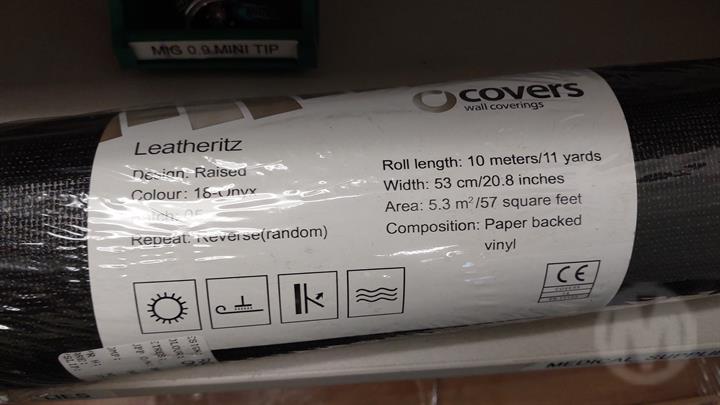 MIG 0.9 MINI TIP
covers
wall coverings
Leatheritz
Design: Raised
Colour: 18-Onyx
Repeat: Reverse(random)
Roll length: 10 meters/11 yards
Width: 53 cm/20.8 inches
Area: 5.3 m²/57 square feet
Composition: Paper backed
vinyl
CE
MEDICAL SUPPLIES